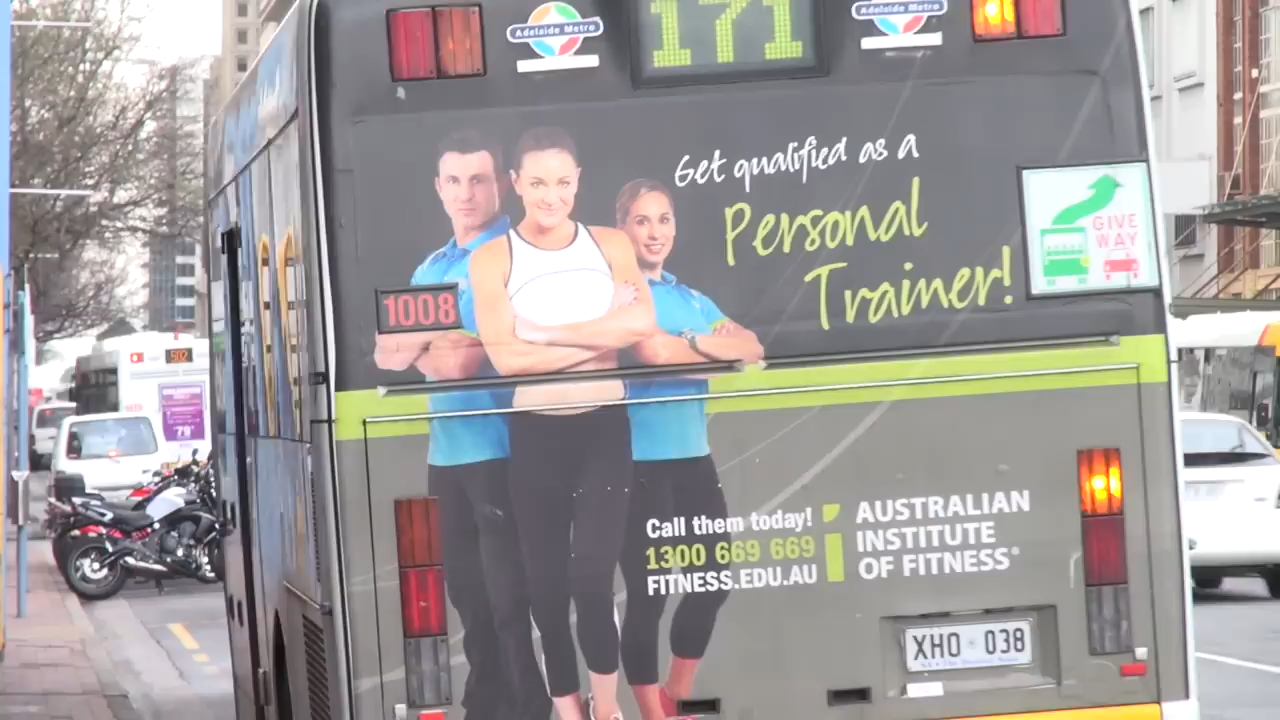 Adelaide Metro
171
Adelaide Metro
Get qualified as a
Personal
Trainer!
GIVE
WAY
1008
502
79
Call them today!
1300 669 669
FITNESS.EDU.AU
AUSTRALIAN
INSTITUTE
OF FITNESS
XHO 038